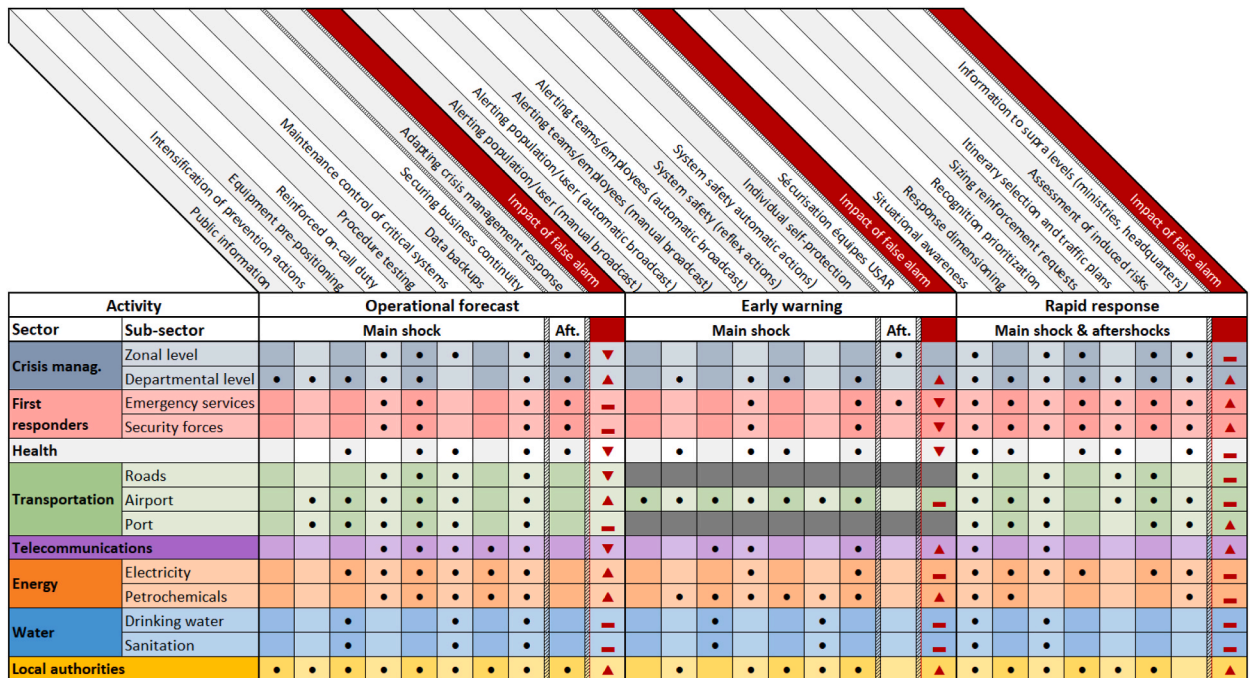 Public information
Intensification of prevention actions
Equipment pre-positioning
Reinforced on-call duty
Procedure testing
Maintenance control of critical systems
Data backups
Securing business continuity
Adapting crisis management response
Impact of false alarm
Alerting population/user (manual broadcast)
Alerting population/user (automatic broadcast)
Alerting teams/employees (manual broadcast)
Alerting teams/employees (automatic broadcast)
System safety (reflex actions)
System safety automatic actions)
Individual self-protection
Sécurisation équipes USAR
Impact of false alarm
Situational awareness
Response dimensioning
Recognition prioritization
Sizing reinforcement requests
Itinerary selection and traffic plans
Assessment of induced risks
Information to supra levels (ministries, headquarters)
Impact of false alarm
Activity Operational forecast Early warning Rapid response
Sector Sub-sector Main shock Aft. Main shock Aft. Main shock & aftershocks
Crisis manag. Zonal level
Departmental level
First responders Emergency services
Security forces
Health
Transportation Roads
Airport
Port
Telecommunications
Energy Electricity
Petrochemicals
Water Drinking water
Sanitation
Local authorities